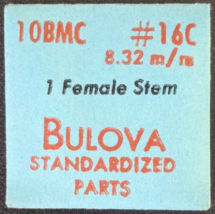 10BMC #16C
8.32 m/m
1 Female Stem
BULOVA
STANDARDIZED
PARTS